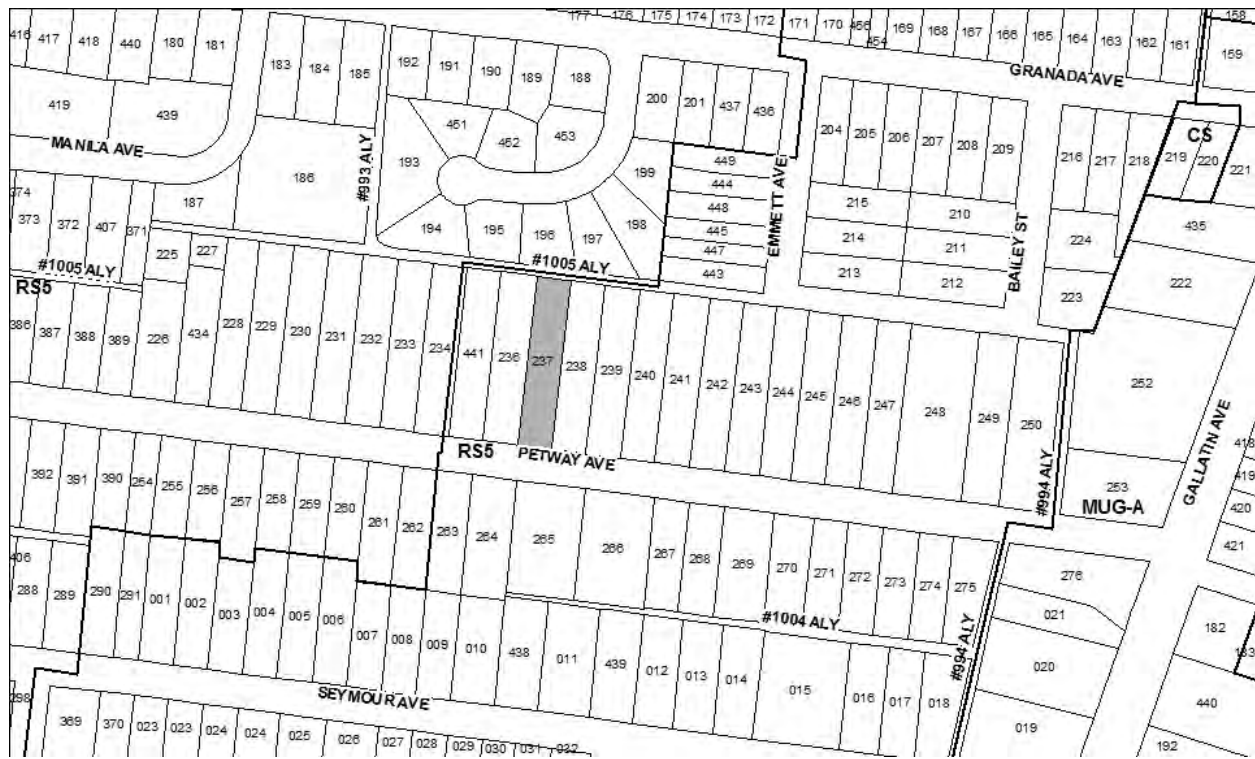 177 176 175 174 173 172 171 170 456 454 169 168 167 166 165 164 163 162 161 158
416 417 418 440 180 181 159
GRANADA AVE
183 184 185 192 191 190 189 188 200 201 437 436
419 439 451 452 453 204 205 206 207 208 209 216 217 218 219 220 221
CS
MANILA AVE
#993 ALY
186 193 199 449
444
448
445
447
443
EMMETT AVE
215 210
214 211
213 212
BAILEY ST
224 435
223 222
374
373 372 407 371 187 194 195 196 197 198
225 227
#1005 ALY #1005 ALY
RS5
386 387 388 389 226 434 228 229 230 231 232 233 234 441 236 237 238 239 240 241 242 243 244 245 246 247 248 249 250
252
253
#994 ALY
MUG-A
GALLATIN AVE
418
419
420
421
RS5
PETWAY AVE
392 391 390 254 255 256 257 258 259 260 261 262 263 264 265 266 267 268 269 270 271 272 273 274 275
276
021
020
019
406
288 289 290 291 001 002 003 004 005 006 007 008 009 010 438 011 439 012 013 014 015 016 017 018
#1004 ALY
#994 ALY
182
183
440
192
SEYMOUR AVE
298
369 370 023 023 024 024 025 026 027 028 029 030 031 032